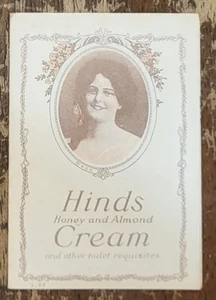 Hinds
Honey and Almond
Cream
and other toilet requisites